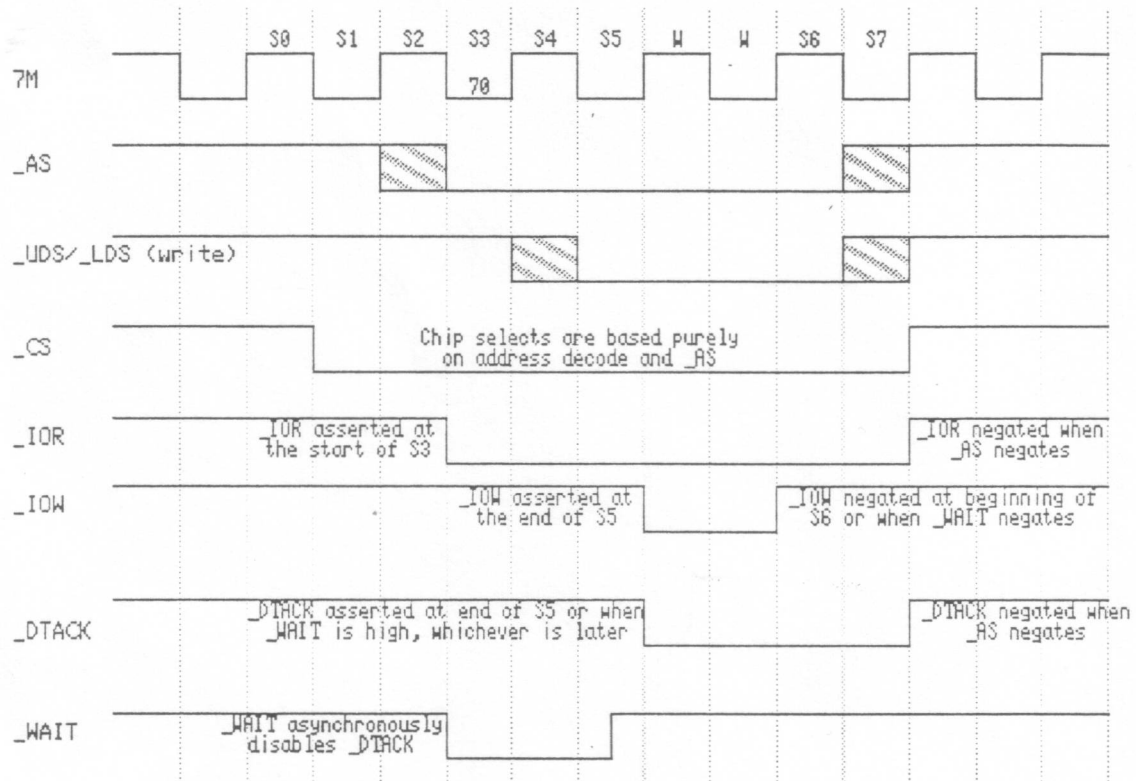 S0 S1 S2 S3 S4 S5 W W S6 S7
7M
70
_AS
_UDS/_LDS (write)
_CS
Chip selects are based purely
on address decode and _AS
_IOR
_IOR asserted at
the start of S3
_IOR negated when
_AS negates
_IOW
_IOW asserted at
the end of S5
_IOW negated at beginning of
S6 or when _WAIT negates
_DTACK
_DTACK asserted at end of S5 or when
_WAIT is high, whichever is later
_DTACK negated when
_AS negates
_WAIT
_WAIT asynchronously
disables _DTACK